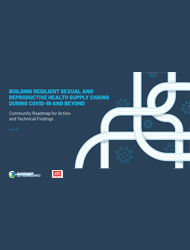 BUILDING RESILIENT SEXUAL AND
REPRODUCTIVE HEALTH SUPPLY CHAINS
DURING COVID-19 AND BEYOND
Community Roadmap for Action
and Technical Findings
JSI